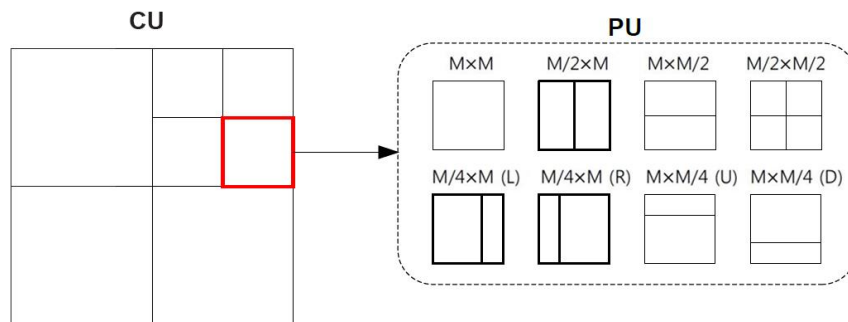 CU
PU
M×M M/2×M M×M/2 M/2×M/2
M/4×M (L) M/4×M (R) M×M/4 (U) M×M/4 (D)